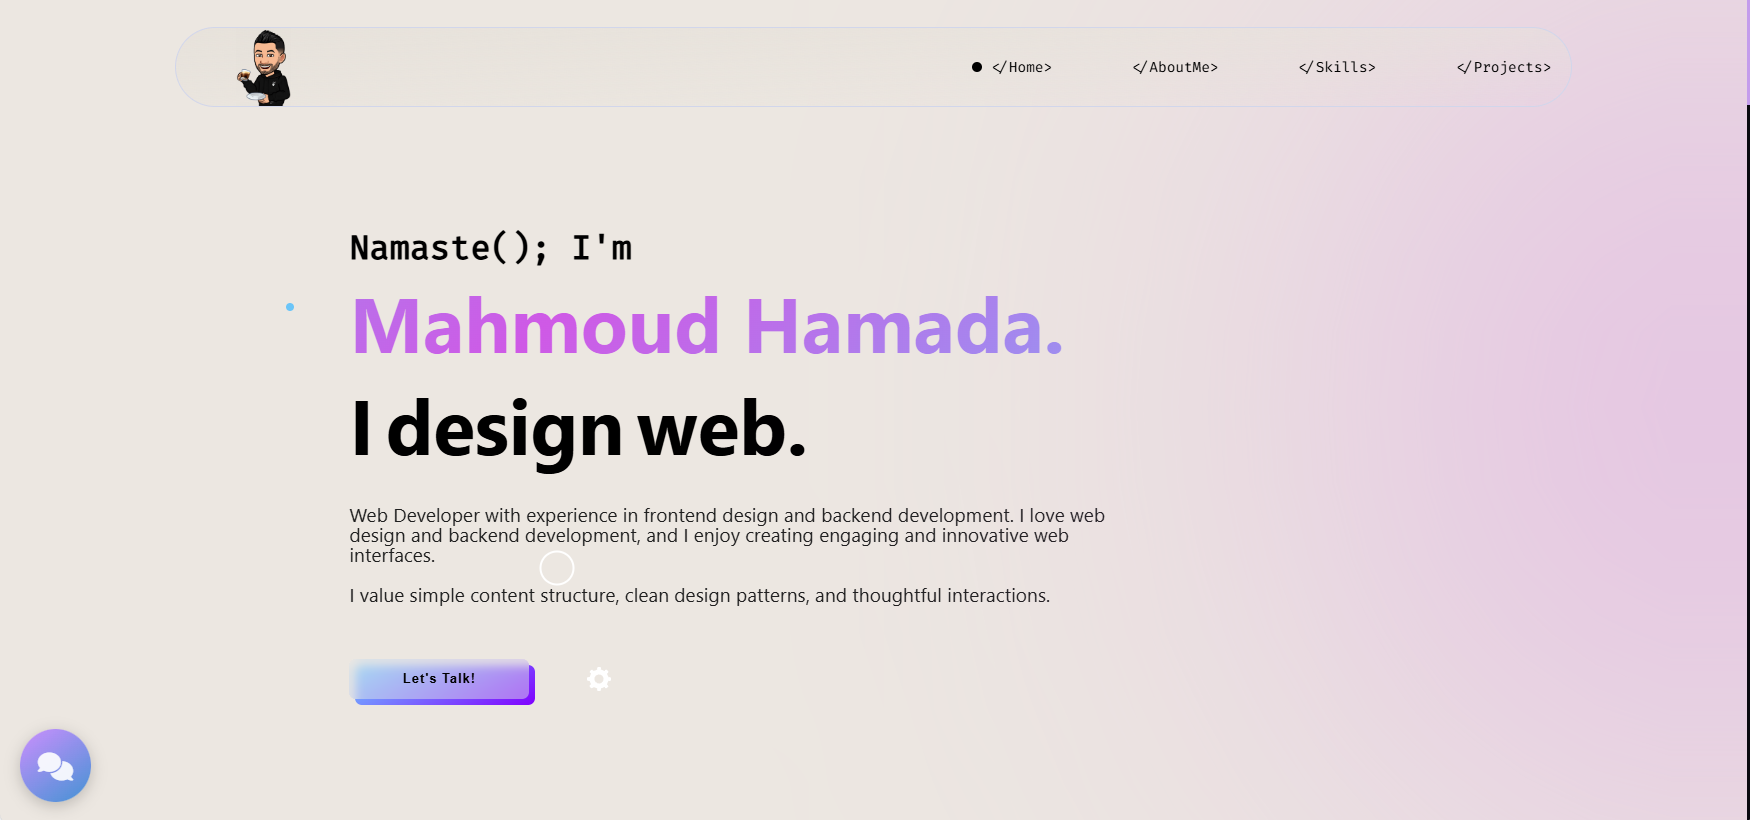 </Home>
</AboutMe>
</Skills>
</Projects>
Namaste(); I'm
Mahmoud Hamada.
I design web.
Web Developer with experience in frontend design and backend development. I love web
design and backend development, and I enjoy creating engaging and innovative web
interfaces.
I value simple content structure, clean design patterns, and thoughtful interactions.
Let's Talk!